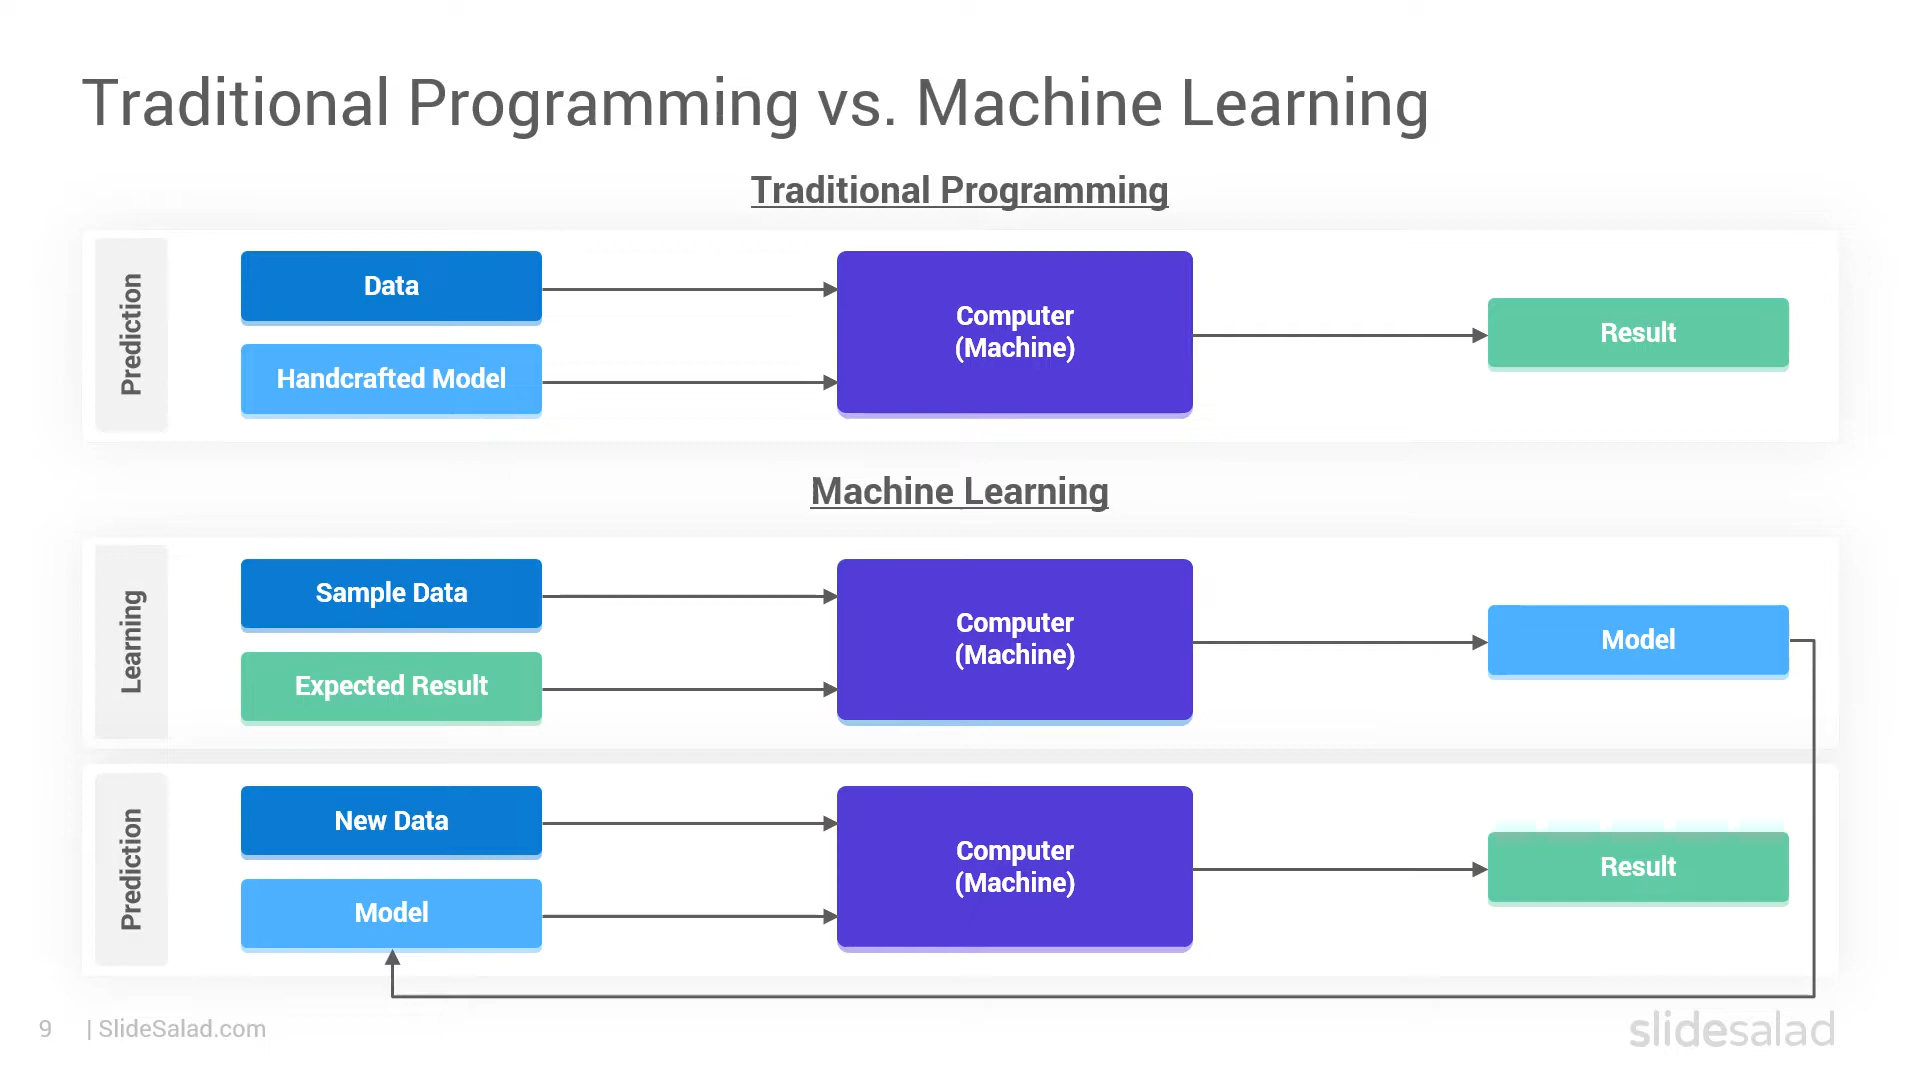 Traditional Programming vs. Machine Learning
Traditional Programming
Prediction
Data
Handcrafted Model
Computer
(Machine)
Result
Machine Learning
Learning
Sample Data
Expected Result
Computer
(Machine)
Model
Prediction
New Data
Model
Computer
(Machine)
Result
9 | SlideSalad.com
slidesalad